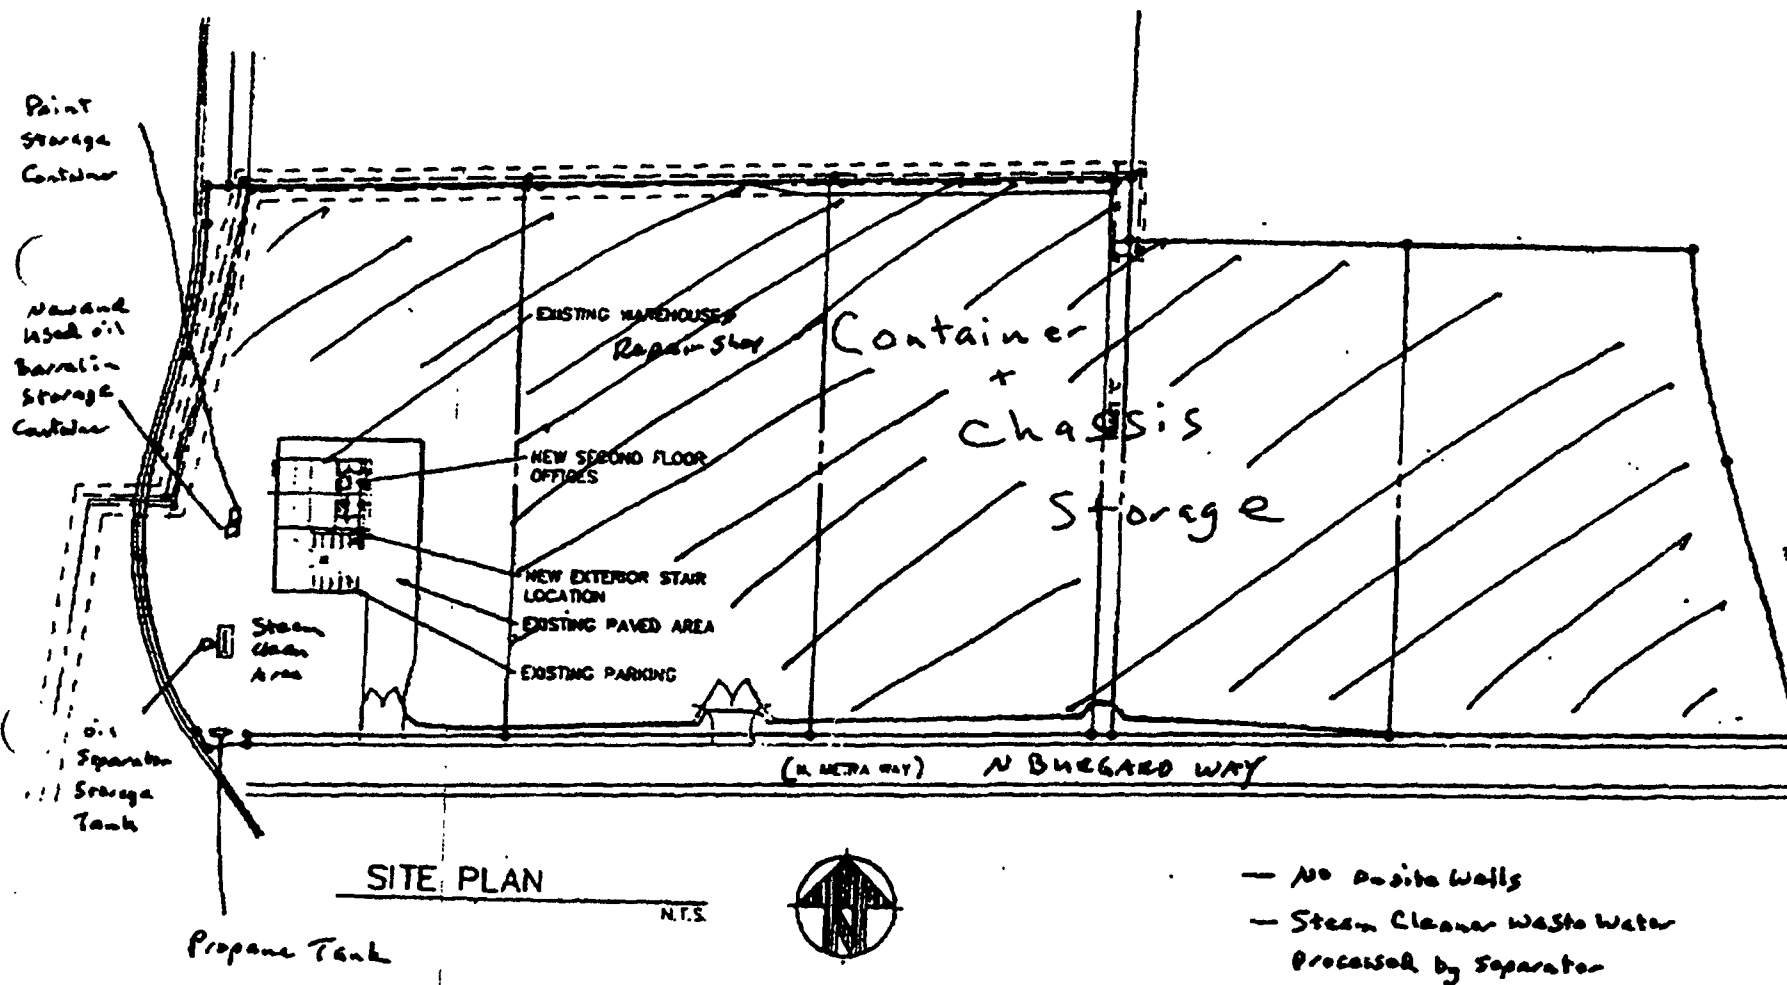 Paint
Storage
Container
New and
Used oil
Barrel in
Storage
Container
EXISTING WAREHOUSE
Repair Shop
Container
+
Chassis
Storage
NEW SECOND FLOOR
OFFICES
NEW EXTERIOR STAIR
LOCATION
EXISTING PAVED AREA
EXISTING PARKING
Steam
Clean
Area
Oil
Separator
Storage
Tank
(N. METRA WAY) N BURGARD WAY
SITE PLAN
N.T.S.
N
Propane Tank
— No Onsite Wells
— Steam Cleaner Waste Water
Processed by Separator